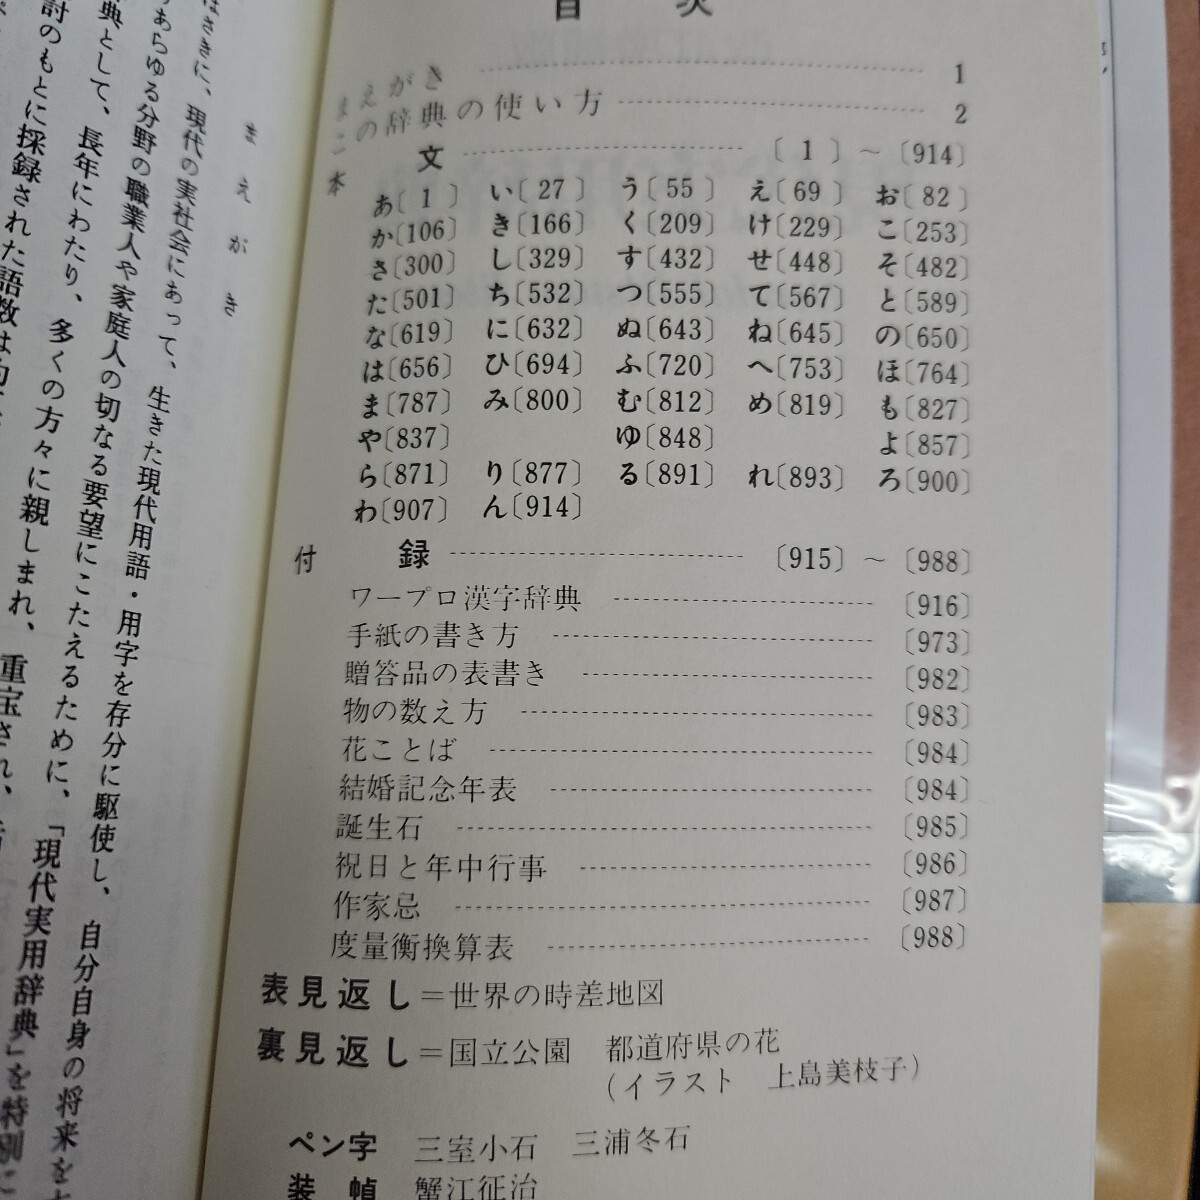 目 次
まえがき 1
この辞典の使い方 2
本 文 〔 1 〕 ～ 〔914〕
あ〔 1 〕 い〔 27 〕 う〔 55 〕 え〔 69 〕 お〔 82 〕
か〔106〕 き〔166〕 く〔209〕 け〔229〕 こ〔253〕
さ〔300〕 し〔329〕 す〔432〕 せ〔448〕 そ〔482〕
た〔501〕 ち〔532〕 つ〔555〕 て〔567〕 と〔589〕
な〔619〕 に〔632〕 ぬ〔643〕 ね〔645〕 の〔650〕
は〔656〕 ひ〔694〕 ふ〔720〕 へ〔753〕 ほ〔764〕
ま〔787〕 み〔800〕 む〔812〕 め〔819〕 も〔827〕
や〔837〕 ゆ〔848〕 よ〔857〕
ら〔871〕 り〔877〕 る〔891〕 れ〔893〕 ろ〔900〕
わ〔907〕 ん〔914〕
付 録 〔915〕 ～ 〔988〕
ワープロ漢字辞典 〔916〕
手紙の書き方 〔973〕
贈答品の表書き 〔982〕
物の数え方 〔983〕
花ことば 〔984〕
結婚記念年表 〔984〕
誕生石 〔985〕
祝日と年中行事 〔986〕
作家忌 〔987〕
度量衡換算表 〔988〕
表見返し＝世界の時差地図
裏見返し＝国立公園 都道府県の花
(イラスト 上島美枝子)
ペン字 三室小石 三浦冬石
装 幀 蟹江征治
まえがき
はさきに、現代の実社会にあって、生きた現代用語・用字を存分に駆使し、自分自身の将来を
あらゆる分野の職業人や家庭人の切なる要望にこたえるために、「現代実用辞典」を特別に
典として、長年にわたり、多くの方々に親しまれ、重宝され、
討のもとに採録された語数は